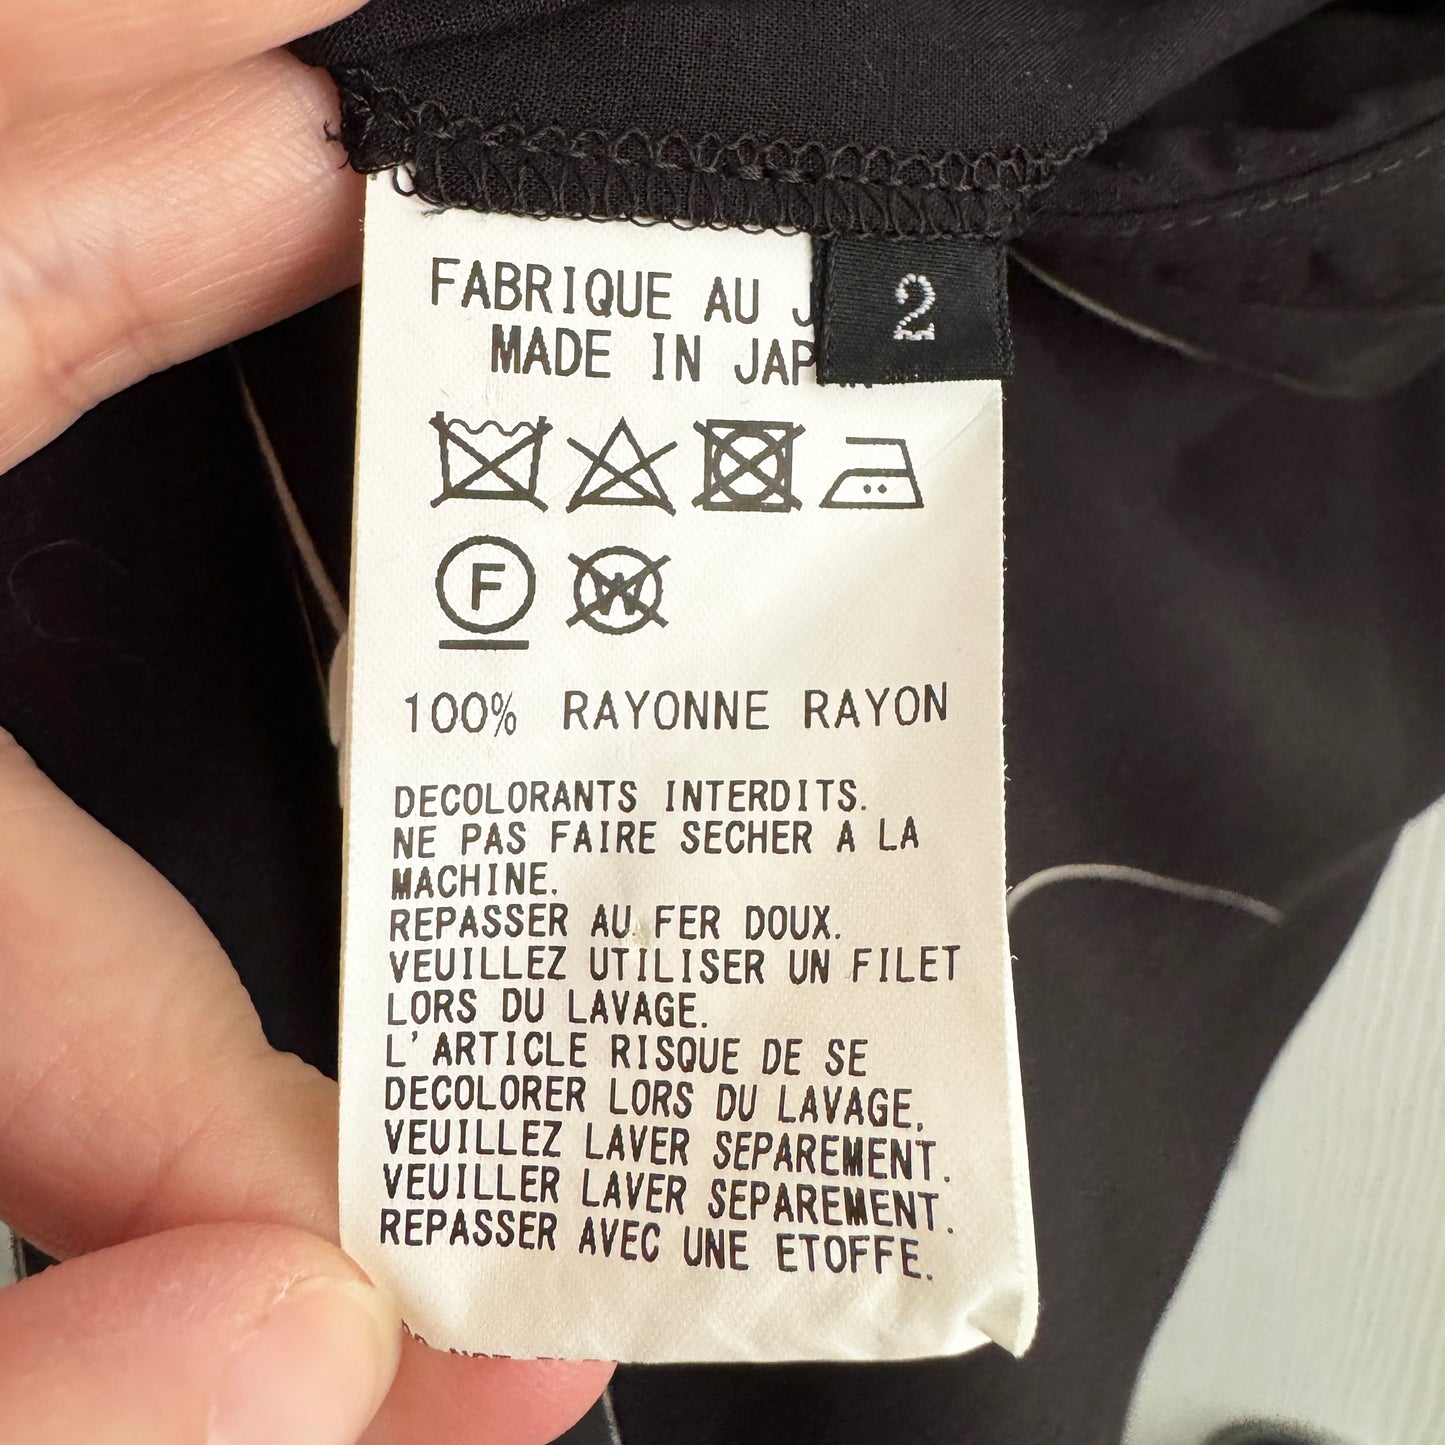 2
FABRIQUE AU
MADE IN
F
W
100% RAYONNE RAYON
DECOLORANTS INTERDITS.
NE PAS FAIRE SECHER A LA
MACHINE.
REPASSER AU FER DOUX.
VEUILLEZ UTILISER UN FILET
LORS DU LAVAGE.
L'ARTICLE RISQUE DE SE
DECOLORER LORS DU LAVAGE.
VEUILLEZ LAVER SEPAREMENT.
VEUILLER LAVER SEPAREMENT.
REPASSER AVEC UNE ETOFFE.